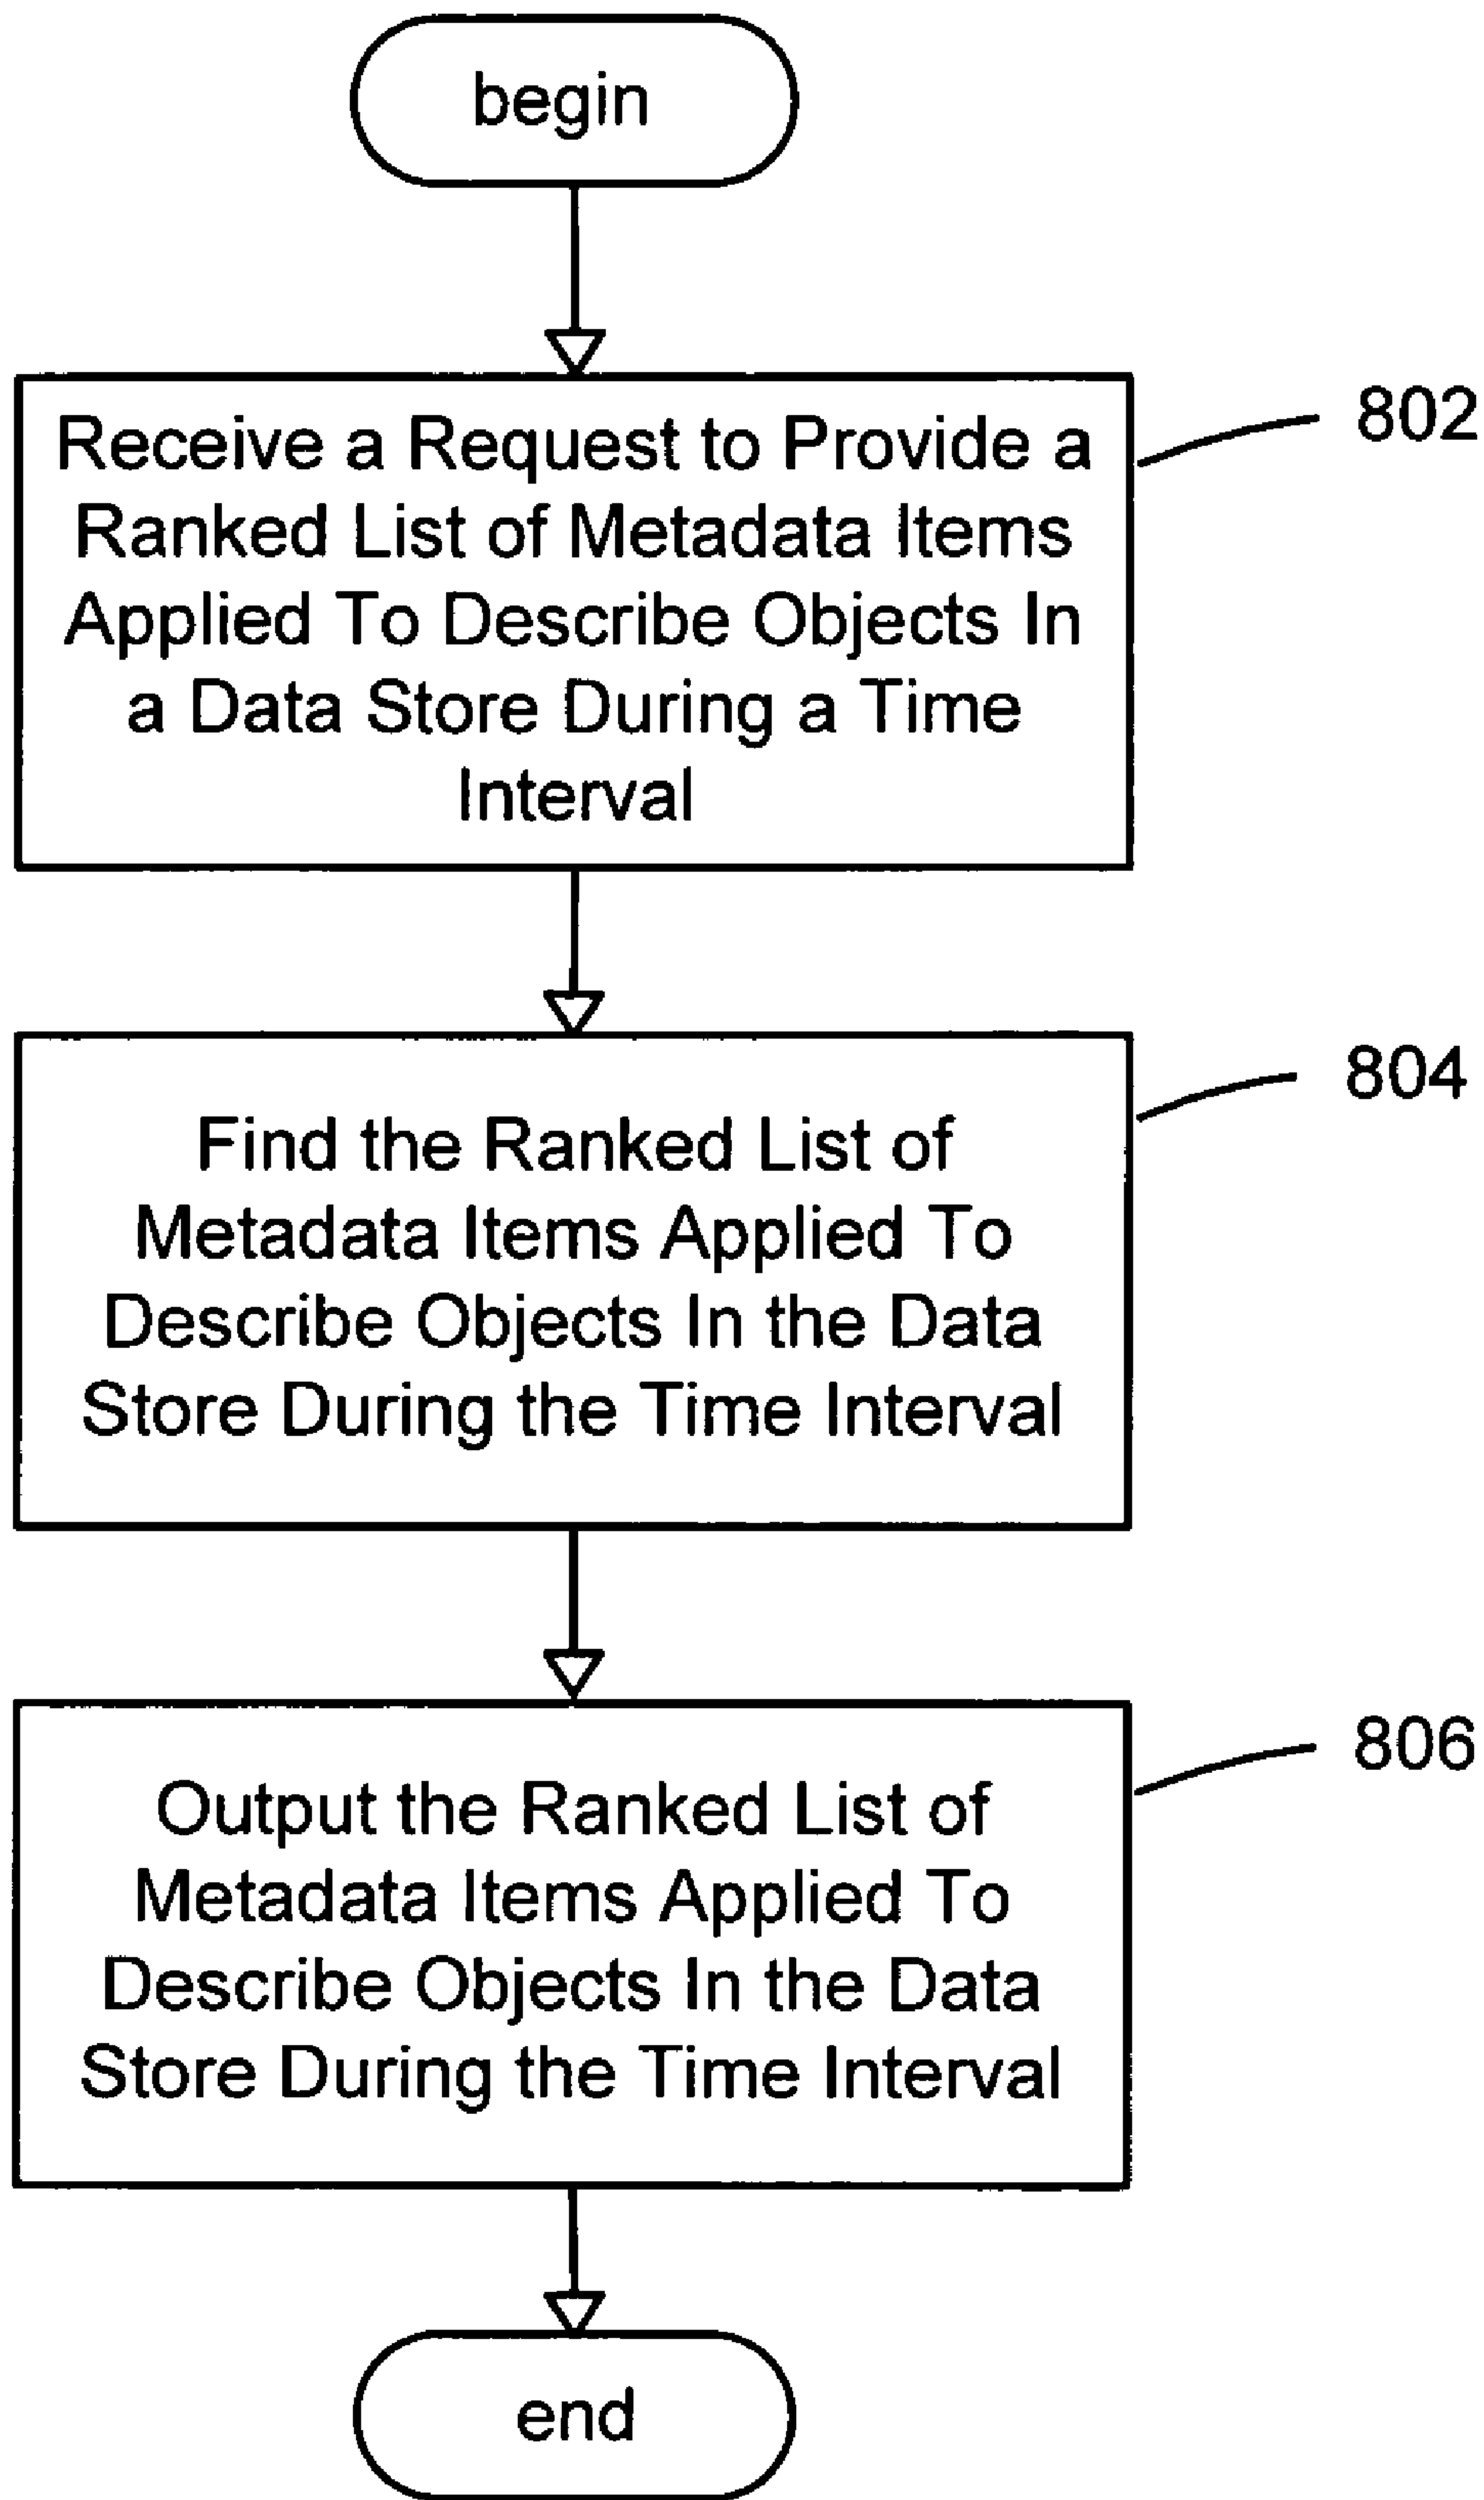 begin
Receive a Request to Provide a
Ranked List of Metadata Items
Applied To Describe Objects In
a Data Store During a Time
Interval
802
Find the Ranked List of
Metadata Items Applied To
Describe Objects In the Data
Store During the Time Interval
804
Output the Ranked List of
Metadata Items Applied To
Describe Objects In the Data
Store During the Time Interval
806
end